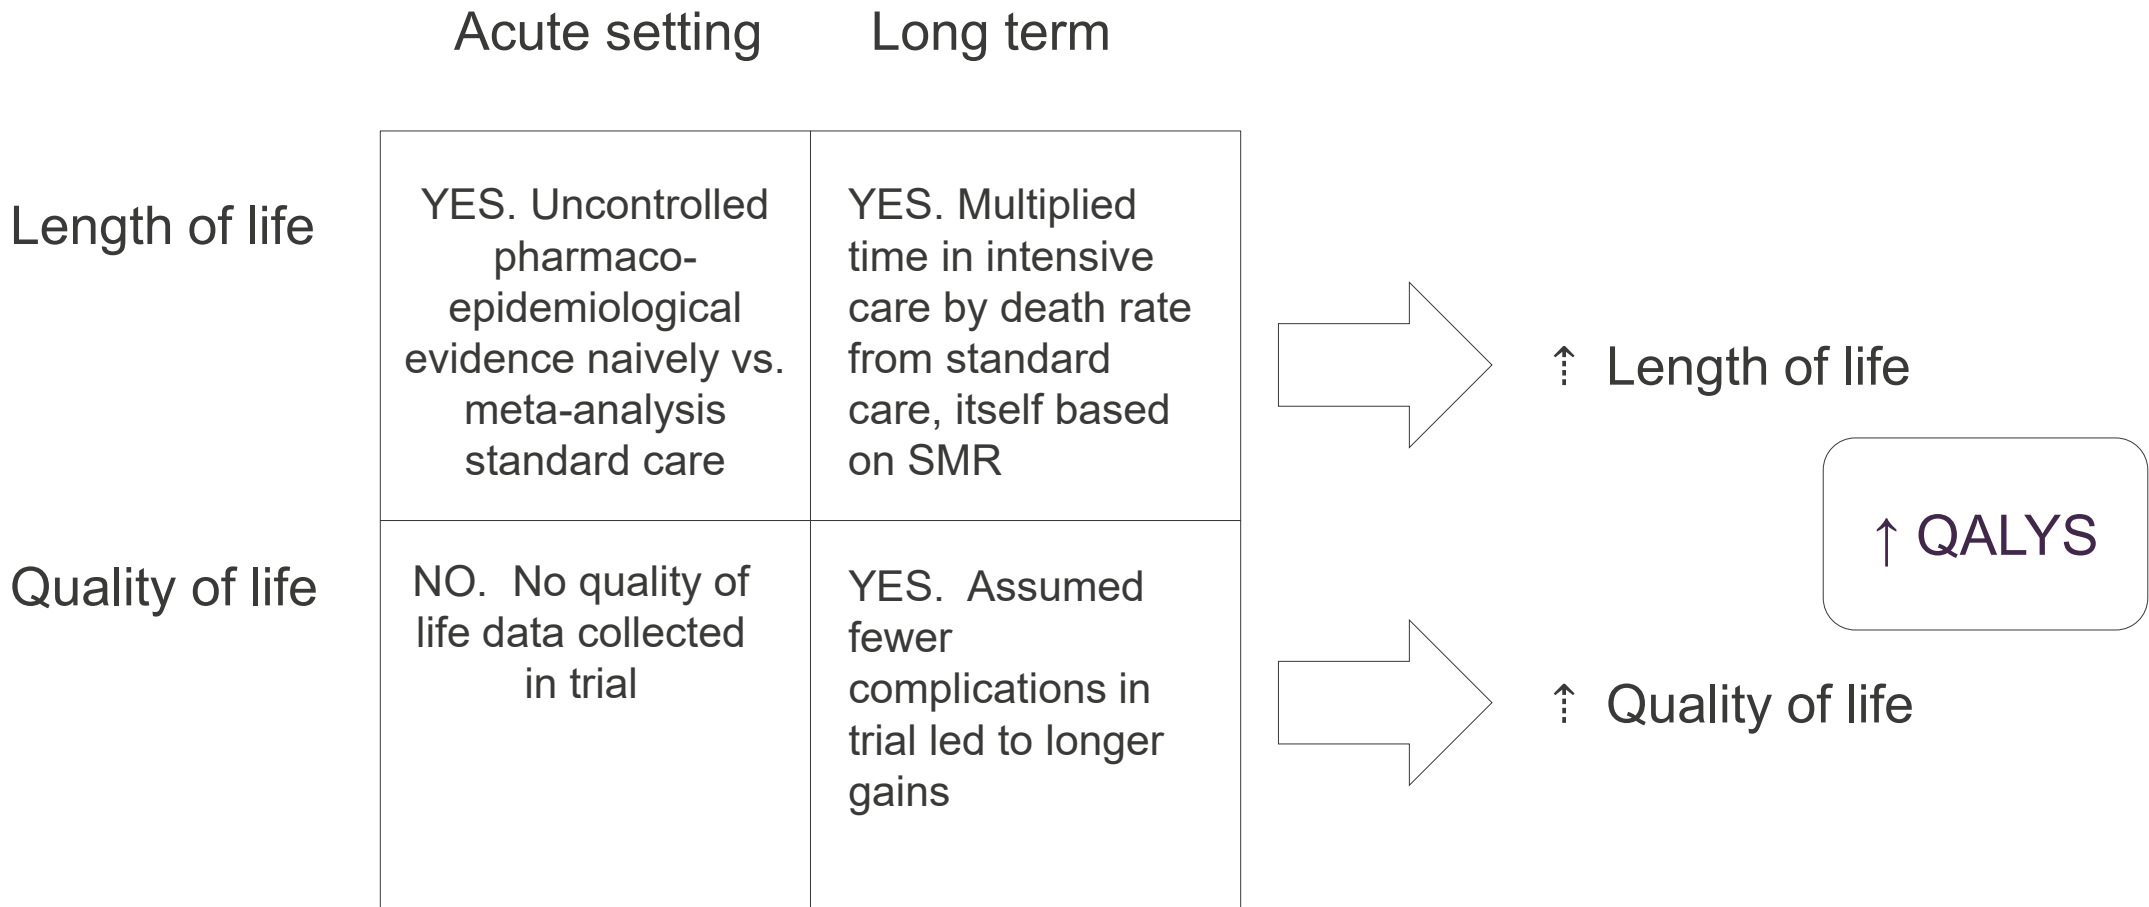 Acute setting
Long term
Length of life
YES. Uncontrolled
pharmaco-
epidemiological
evidence naively vs.
meta-analysis
standard care
YES. Multiplied
time in intensive
care by death rate
from standard
care, itself based
on SMR
⇡ Length of life
↑ QALYS
Quality of life
NO. No quality of
life data collected
in trial
YES. Assumed
fewer
complications in
trial led to longer
gains
⇡ Quality of life